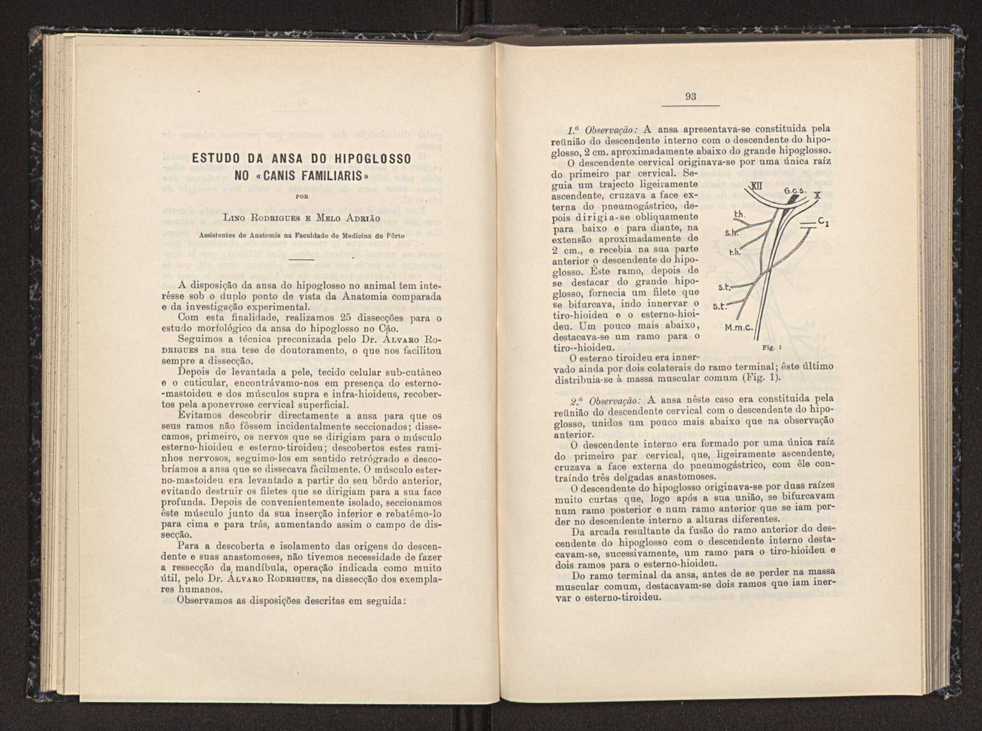 ESTUDO DA ANSA DO HIPOGLOSSO
NO «CANIS FAMILIARIS»
POR
LINO RODRIGUES E MELO ADRIÃO
Assistentes de Anatomia na Faculdade de Medicina do Pôrto
A disposição da ansa do hipoglosso no animal tem inte-
rêsse sob o duplo ponto de vista da Anatomia comparada
e da investigação experimental.
Com esta finalidade, realizamos 25 dissecções para o
estudo morfológico da ansa do hipoglosso no Cão.
Seguimos a técnica preconizada pelo Dr. ALVARO RO-
DRIGUES na sua tese de doutoramento, o que nos facilitou
sempre a dissecção.
Depois de levantada a pele, tecido celular sub-cutâneo
e o cuticular, encontrávamo-nos em presença do esterno-
-mastoideu e dos músculos supra e infra-hioideus, recober-
tos pela aponevrose cervical superficial.
Evitamos descobrir directamente a ansa para que os
seus ramos não fôssem incidentalmente seccionados; disse-
camos, primeiro, os nervos que se dirigiam para o músculo
esterno-hioideu e esterno-tiroideu; descobertos estes rami-
nhos nervosos, seguimo-los em sentido retrógrado e desco-
bríamos a ansa que se dissecava fàcilmente. O músculo ester-
no-mastoideu era levantado a partir do seu bôrdo anterior,
evitando destruir os filetes que se dirigiam para a sua face
profunda. Depois de convenientemente isolado, seccionamos
êste músculo junto da sua inserção inferior e rebatêmo-lo
para cima e para trás, aumentando assim o campo de dis-
secção.
Para a descoberta e isolamento das origens do descen-
dente e suas anastomoses, não tivemos necessidade de fazer
a ressecção da mandíbula, operação indicada como muito
útil, pelo Dr. ALVARO RODRIGUES, na dissecção dos exempla-
res humanos.
Observamos as disposições descritas em seguida:
93
1.ª Observação: A ansa apresentava-se constituida pela
reünião do descendente interno com o descendente do hipo-
glosso, 2 cm. aproximadamente abaixo do grande hipoglosso.
O descendente cervical originava-se por uma única raíz
do primeiro par cervical. Se-
guia um trajecto ligeiramente
ascendente, cruzava a face ex-
terna do pneumogástrico, de-
pois dirigia-se obliquamente
para baixo e para diante, na
extensão aproximadamente de
2 cm., e recebia na sua parte
anterior o descendente do hipo-
glosso. Êste ramo, depois de
se destacar do grande hipo-
glosso, fornecia um filete que
se bifurcava, indo innervar o
tiro-hioideu e o esterno-hioi-
deu. Um pouco mais abaixo,
destacava-se um ramo para o
tiro--hioideu.
XII
G.c.s.
X
C1
t.h.
s.h.
t.h.
s.t.
s.t.
M.m.c.
Fig. 1
O esterno tiroideu era inner-
vado ainda por dois colaterais do ramo terminal; êste último
distribuia-se à massa muscular comum (Fig. 1).
2.ª Observação: A ansa nêste caso era constituida pela
reünião do descendente cervical com o descendente do hipo-
glosso, unidos um pouco mais abaixo que na observação
anterior.
O descendente interno era formado por uma única raíz
do primeiro par cervical, que, ligeiramente ascendente,
cruzava a face externa do pneumogástrico, com êle con-
traíndo três delgadas anastomoses.
O descendente do hipoglosso originava-se por duas raízes
muito curtas que, logo após a sua união, se bifurcavam
num ramo posterior e num ramo anterior que se iam per-
der no descendente interno a alturas diferentes.
Da arcada resultante da fusão do ramo anterior do des-
cendente do hipoglosso com o descendente interno desta-
cavam-se, sucessivamente, um ramo para o tiro-hioideu e
dois ramos para o esterno-hioideu.
Do ramo terminal da ansa, antes de se perder na massa
muscular comum, destacavam-se dois ramos que iam iner-
var o esterno-tiroideu.